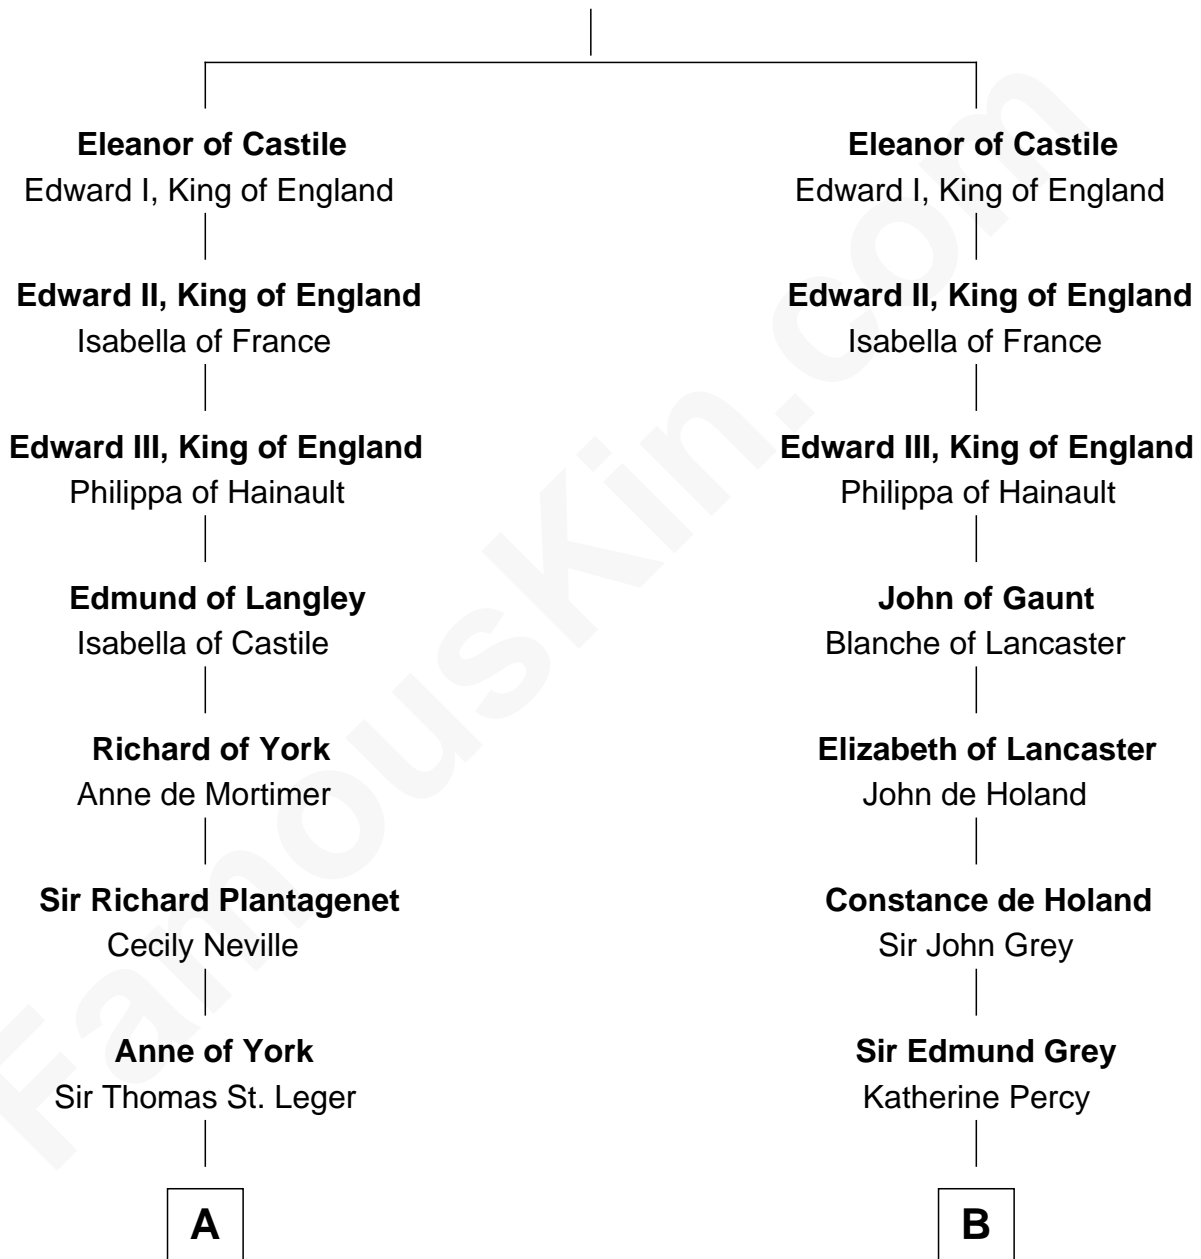 Eleanor of Castile
Edward I, King of England
Edward II, King of England
Isabella of France
Edward III, King of England
Philippa of Hainault
Edmund of Langley
Isabella of Castile
Richard of York
Anne de Mortimer
Sir Richard Plantagenet
Cecily Neville
Anne of York
Sir Thomas St. Leger
A
Eleanor of Castile
Edward I, King of England
Edward II, King of England
Isabella of France
Edward III, King of England
Philippa of Hainault
John of Gaunt
Blanche of Lancaster
Elizabeth of Lancaster
John de Holand
Constance de Holand
Sir John Grey
Sir Edmund Grey
Katherine Percy
B
FamousKin.com